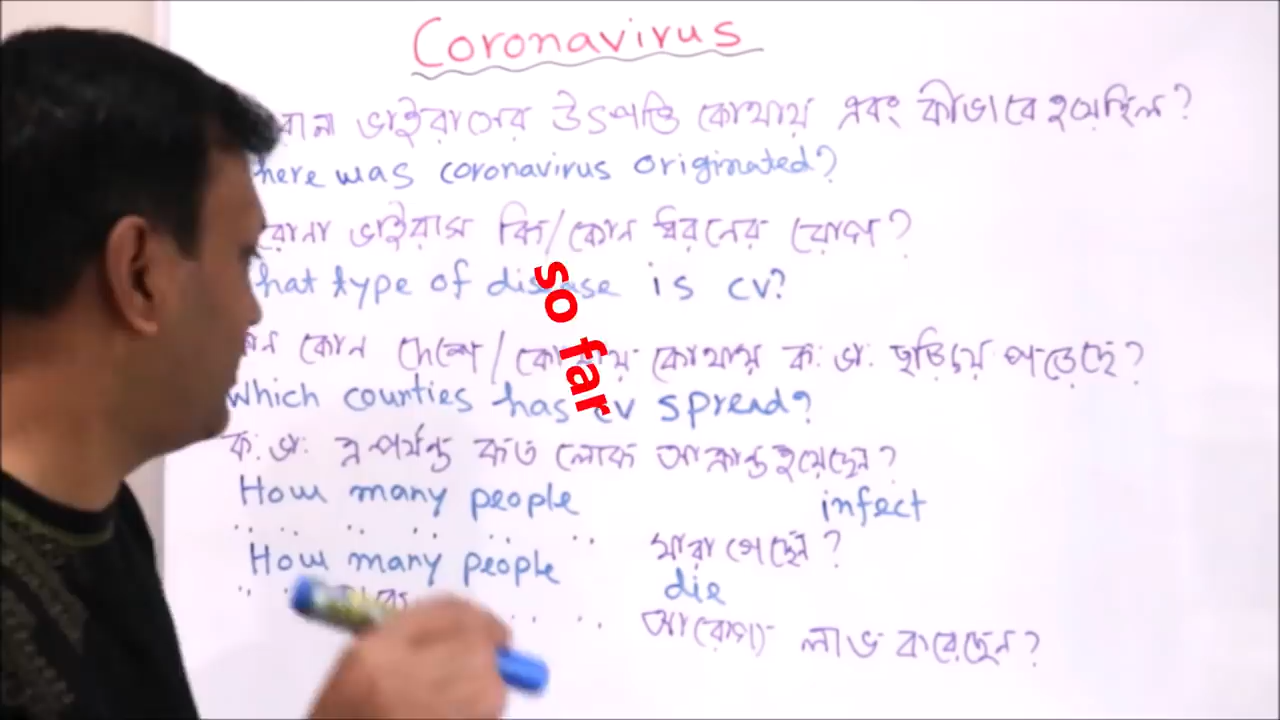 Coronavirus
ভাইরাসের উৎপত্তি কোথায় এবং কীভাবে হয়েছিল?
here was coronavirus originated?
রোনা ভাইরাস কি/কোন ধরনের রোগ?
hat type of disease is cv?
কোন দেশে/কোথায় কোথায় ক: ভা: ছড়িয়ে পড়েছে?
Which counties has cv spread?
so far
ক: ভা: এ পর্যন্ত কত লোক আক্রান্ত হয়েছেন?
How many people infect
.. .. .. .. .. .. মারা গেছেন?
How many people die
.. .. .. .. আরোগ্য লাভ করেছেন?